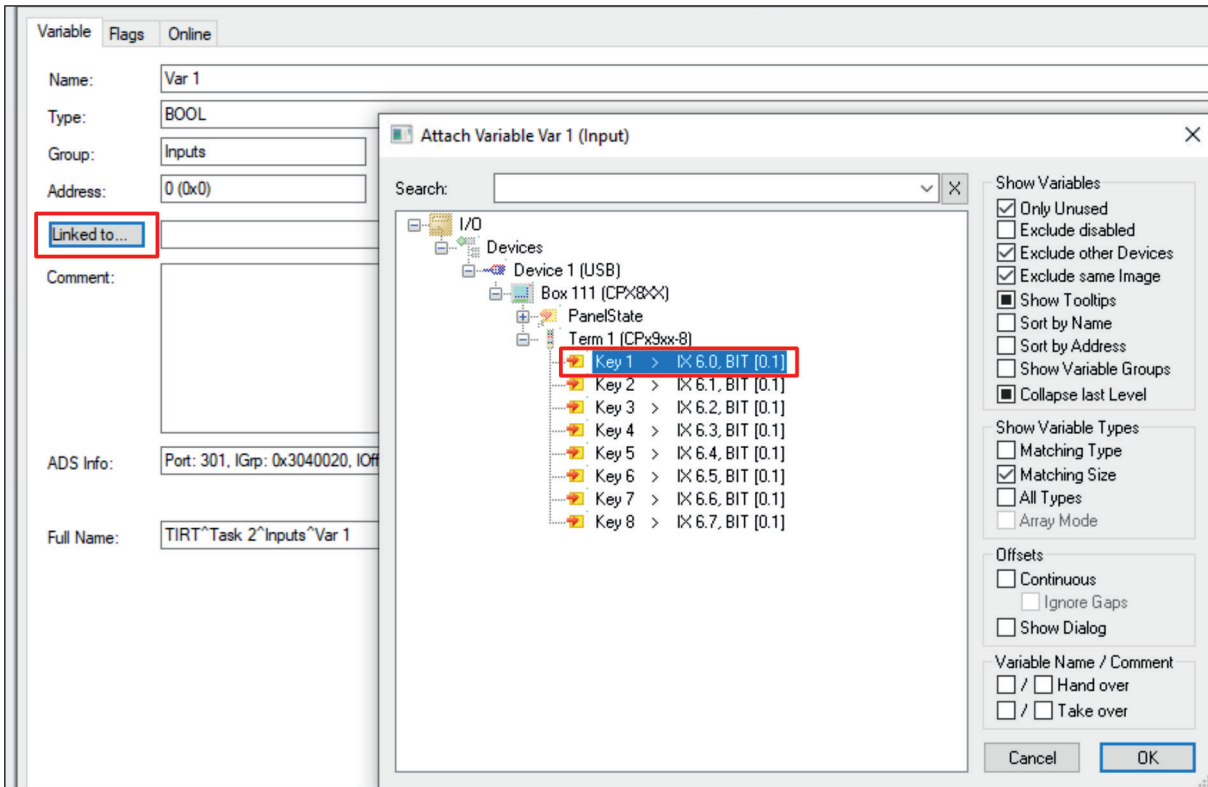 Variable Flags Online
Name: Var 1
Type: BOOL
Group: Inputs
Address: 0 (0x0)
Linked to...
Comment:
ADS Info: Port: 301, IGrp: 0x3040020, IOff
Full Name: TIRT^Task 2^Inputs^Var 1
Attach Variable Var 1 (Input)
Search:
I/O
Devices
Device 1 (USB)
Box 111 (CPX8XX)
PanelState
Term 1 (CPx9xx-8)
Key 1 > IX 6.0, BIT [0.1]
Key 2 > IX 6.1, BIT [0.1]
Key 3 > IX 6.2, BIT [0.1]
Key 4 > IX 6.3, BIT [0.1]
Key 5 > IX 6.4, BIT [0.1]
Key 6 > IX 6.5, BIT [0.1]
Key 7 > IX 6.6, BIT [0.1]
Key 8 > IX 6.7, BIT [0.1]
Show Variables
Only Unused
Exclude disabled
Exclude other Devices
Exclude same Image
Show Tooltips
Sort by Name
Sort by Address
Show Variable Groups
Collapse last Level
Show Variable Types
Matching Type
Matching Size
All Types
Array Mode
Offsets
Continuous
Ignore Gaps
Show Dialog
Variable Name / Comment
/ Hand over
/ Take over
Cancel OK